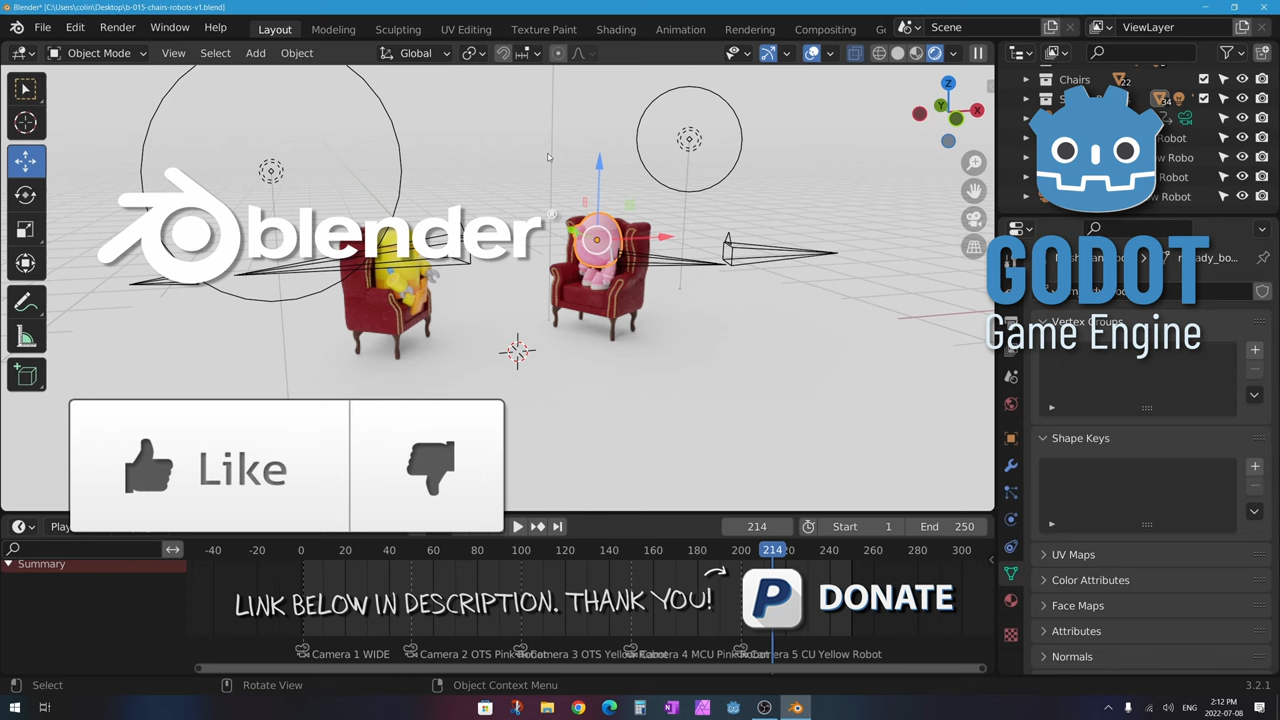 Blender* [C:\Users\colin\Desktop\b-015-chairs-robots-v1.blend]
File Edit Render Window Help
Layout Modeling Sculpting UV Editing Texture Paint Shading Animation Rendering Compositing
Scene
ViewLayer
Object Mode View Select Add Object Global
Z
Y
X
Chairs
22
34
Robot
Robot
blender
GODOT
Game Engine
Vertex Groups
Shape Keys
UV Maps
Color Attributes
Face Maps
Attributes
Normals
Like
214 Start 1 End 250
-40 -20 0 20 40 60 80 100 120 140 160 180 200 214 240 260 280 300
Summary
LINK BELOW IN DESCRIPTION. THANK YOU!
P DONATE
Camera 1 WIDE
Camera 2 OTS Pink Robot
Camera 3 OTS Yellow Robot
Camera 4 MCU Pink Robot
Camera 5 CU Yellow Robot
Select Rotate View Object Context Menu 3.2.1
ENG 2:12 PM
2022-07-08